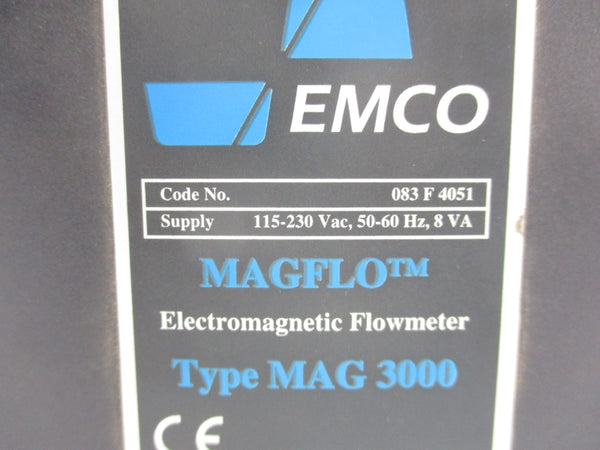 EMCO
Code No. 083 F 4051
Supply 115-230 Vac, 50-60 Hz, 8 VA
MAGFLO™
Electromagnetic Flowmeter
Type MAG 3000
CE